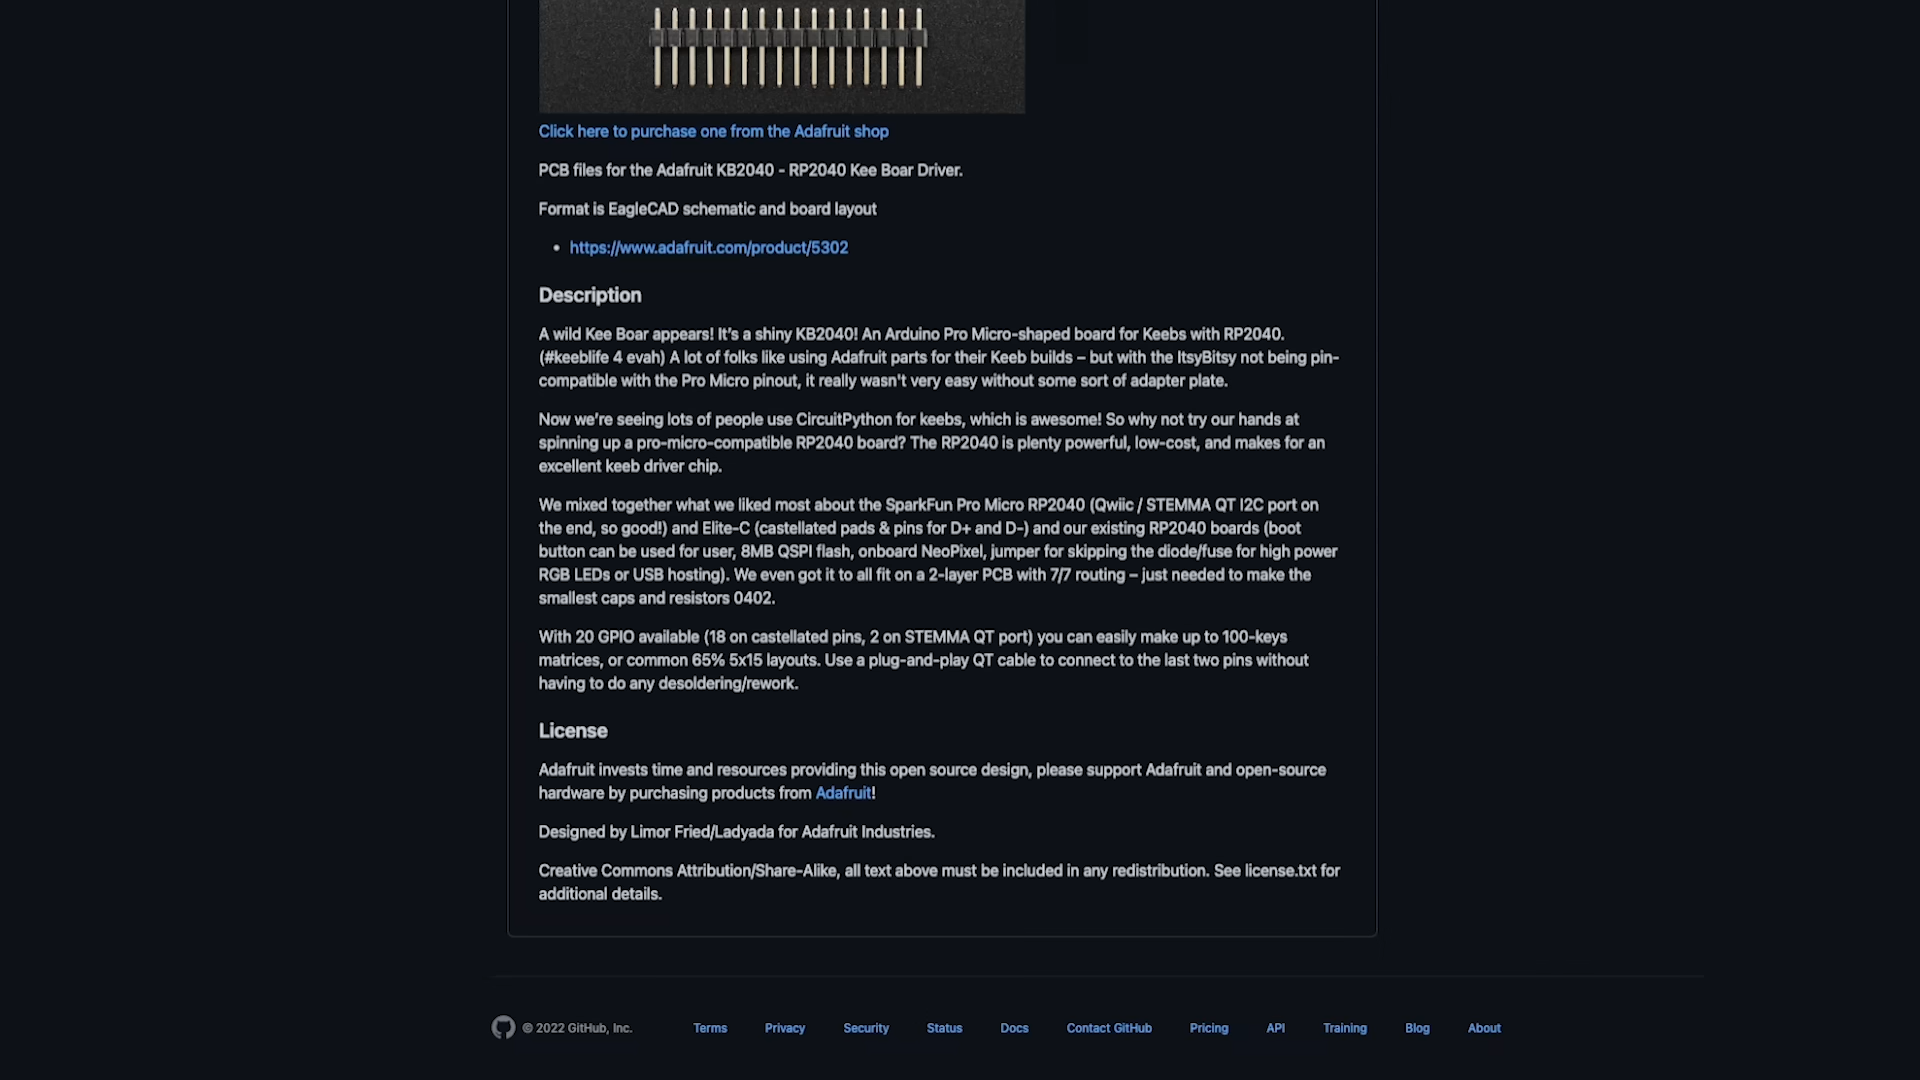 Click here to purchase one from the Adafruit shop
PCB files for the Adafruit KB2040 - RP2040 Kee Boar Driver.
Format is EagleCAD schematic and board layout
• https://www.adafruit.com/product/5302
Description
A wild Kee Boar appears! It’s a shiny KB2040! An Arduino Pro Micro-shaped board for Keebs with RP2040.
(#keeblife 4 evah) A lot of folks like using Adafruit parts for their Keeb builds – but with the ItsyBitsy not being pin-
compatible with the Pro Micro pinout, it really wasn't very easy without some sort of adapter plate.
Now we’re seeing lots of people use CircuitPython for keebs, which is awesome! So why not try our hands at
spinning up a pro-micro-compatible RP2040 board? The RP2040 is plenty powerful, low-cost, and makes for an
excellent keeb driver chip.
We mixed together what we liked most about the SparkFun Pro Micro RP2040 (Qwiic / STEMMA QT I2C port on
the end, so good!) and Elite-C (castellated pads & pins for D+ and D-) and our existing RP2040 boards (boot
button can be used for user, 8MB QSPI flash, onboard NeoPixel, jumper for skipping the diode/fuse for high power
RGB LEDs or USB hosting). We even got it to all fit on a 2-layer PCB with 7/7 routing – just needed to make the
smallest caps and resistors 0402.
With 20 GPIO available (18 on castellated pins, 2 on STEMMA QT port) you can easily make up to 100-keys
matrices, or common 65% 5x15 layouts. Use a plug-and-play QT cable to connect to the last two pins without
having to do any desoldering/rework.
License
Adafruit invests time and resources providing this open source design, please support Adafruit and open-source
hardware by purchasing products from Adafruit!
Designed by Limor Fried/Ladyada for Adafruit Industries.
Creative Commons Attribution/Share-Alike, all text above must be included in any redistribution. See license.txt for
additional details.
© 2022 GitHub, Inc. Terms Privacy Security Status Docs Contact GitHub Pricing API Training Blog About